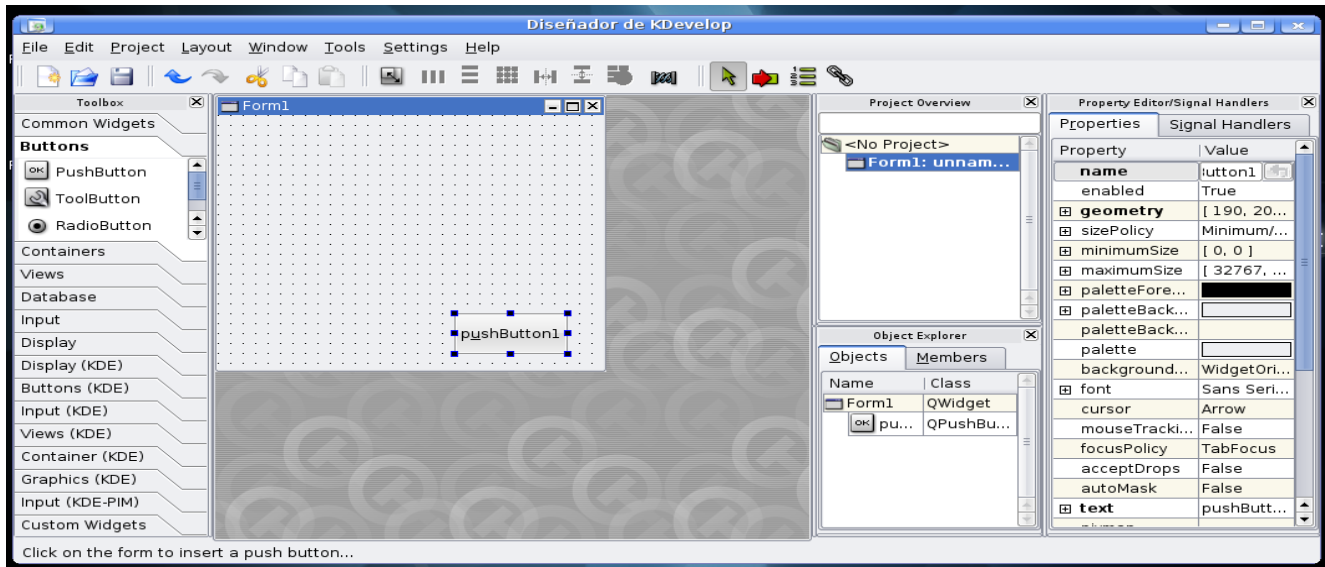 Diseñador de KDevelop
File Edit Project Layout Window Tools Settings Help
Toolbox
Common Widgets
Buttons
OK PushButton
ToolButton
RadioButton
Containers
Views
Database
Input
Display
Display (KDE)
Buttons (KDE)
Input (KDE)
Views (KDE)
Container (KDE)
Graphics (KDE)
Input (KDE-PIM)
Custom Widgets
Form1
pushButton1
Project Overview
<No Project>
Form1: unnam...
Object Explorer
Objects Members
Name Class
Form1 QWidget
OK pu... QPushBu...
Property Editor/Signal Handlers
Properties Signal Handlers
Property Value
name utton1
enabled True
geometry [ 190, 20...
sizePolicy Minimum/...
minimumSize [ 0, 0 ]
maximumSize [ 32767, ...
paletteFore...
paletteBack...
paletteBack...
palette
background... WidgetOri...
font Sans Seri...
cursor Arrow
mouseTracki... False
focusPolicy TabFocus
acceptDrops False
autoMask False
text pushButt...
Click on the form to insert a push button...